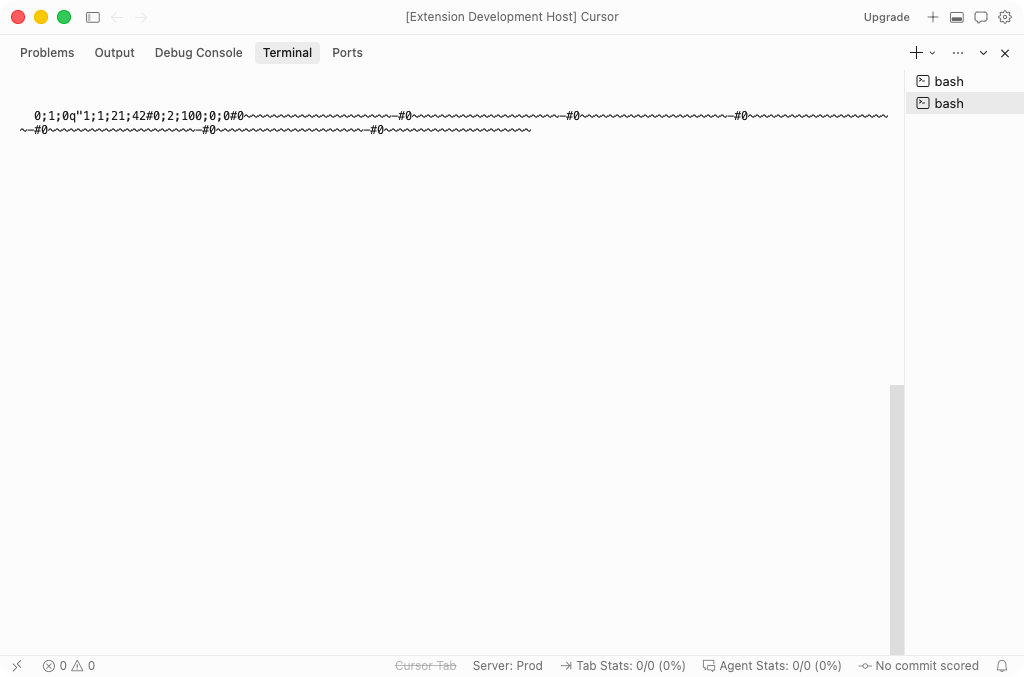 [Extension Development Host] Cursor
Upgrade
Problems Output Debug Console Terminal Ports
bash
bash
0;1;0q"1;1;21;42#0;2;100;0;0#0~~~~~~~~~~~~~~~~~~~~~-#0~~~~~~~~~~~~~~~~~~~~~-#0~~~~~~~~~~~~~~~~~~~~~-#0~~~~~~~~~~~~~~~~~~~~
~-#0~~~~~~~~~~~~~~~~~~~~~-#0~~~~~~~~~~~~~~~~~~~~~-#0~~~~~~~~~~~~~~~~~~~~~
0 0 Cursor Tab Server: Prod Tab Stats: 0/0 (0%) Agent Stats: 0/0 (0%) No commit scored